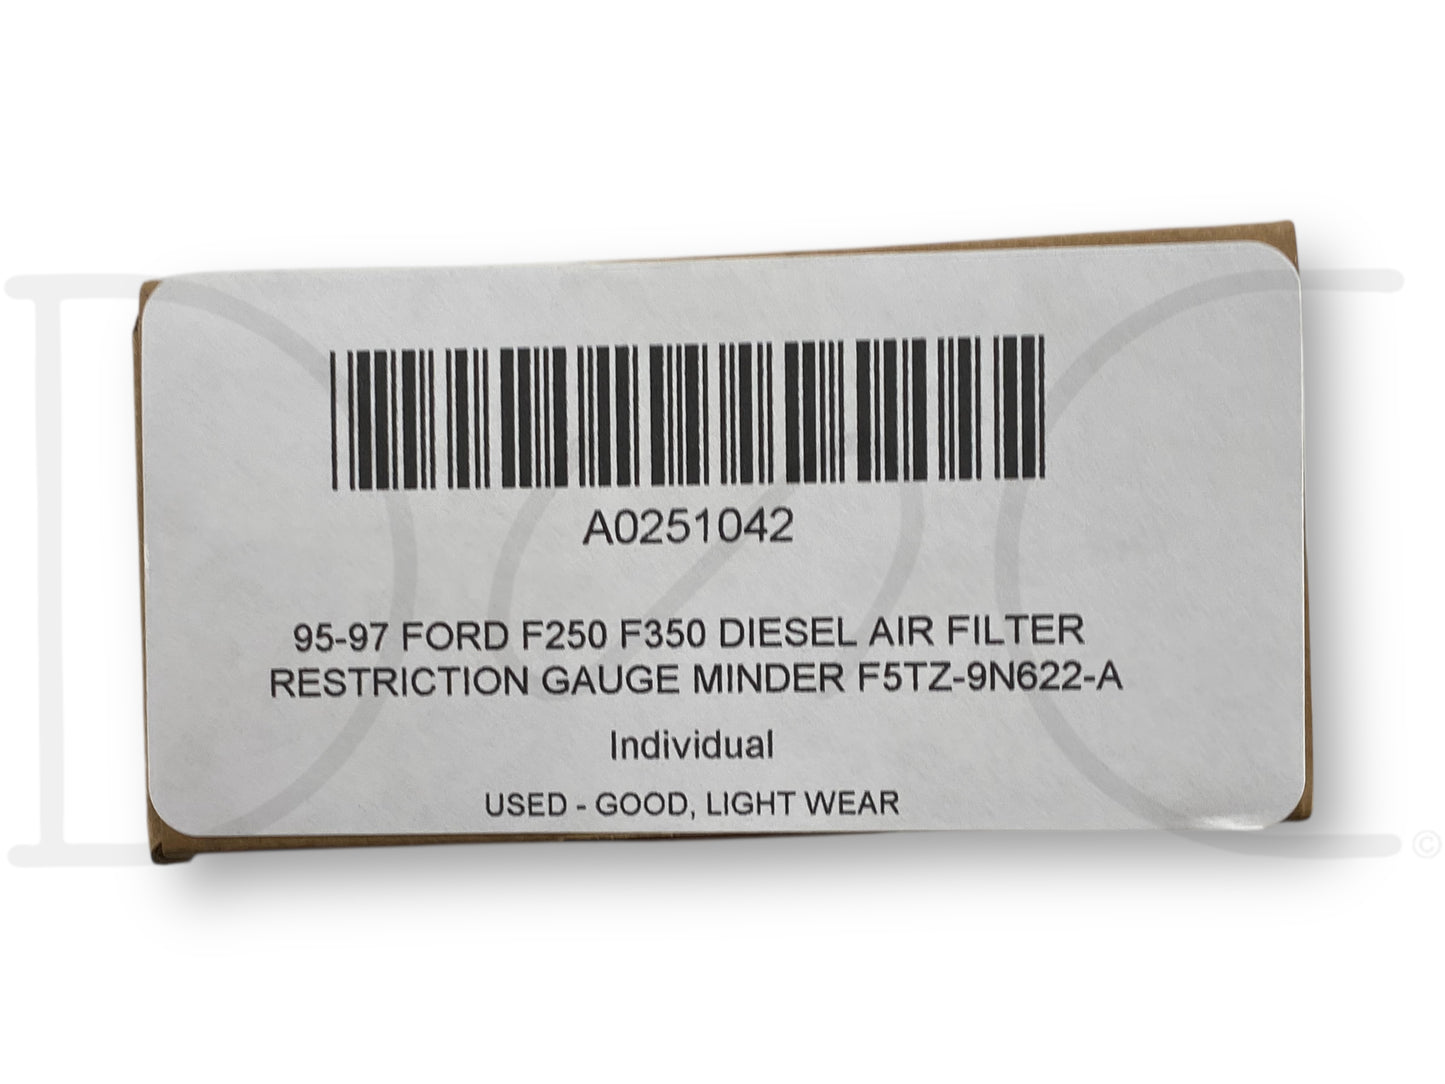 A0251042
95-97 FORD F250 F350 DIESEL AIR FILTER
RESTRICTION GAUGE MINDER F5TZ-9N622-A
Individual
USED - GOOD, LIGHT WEAR
©